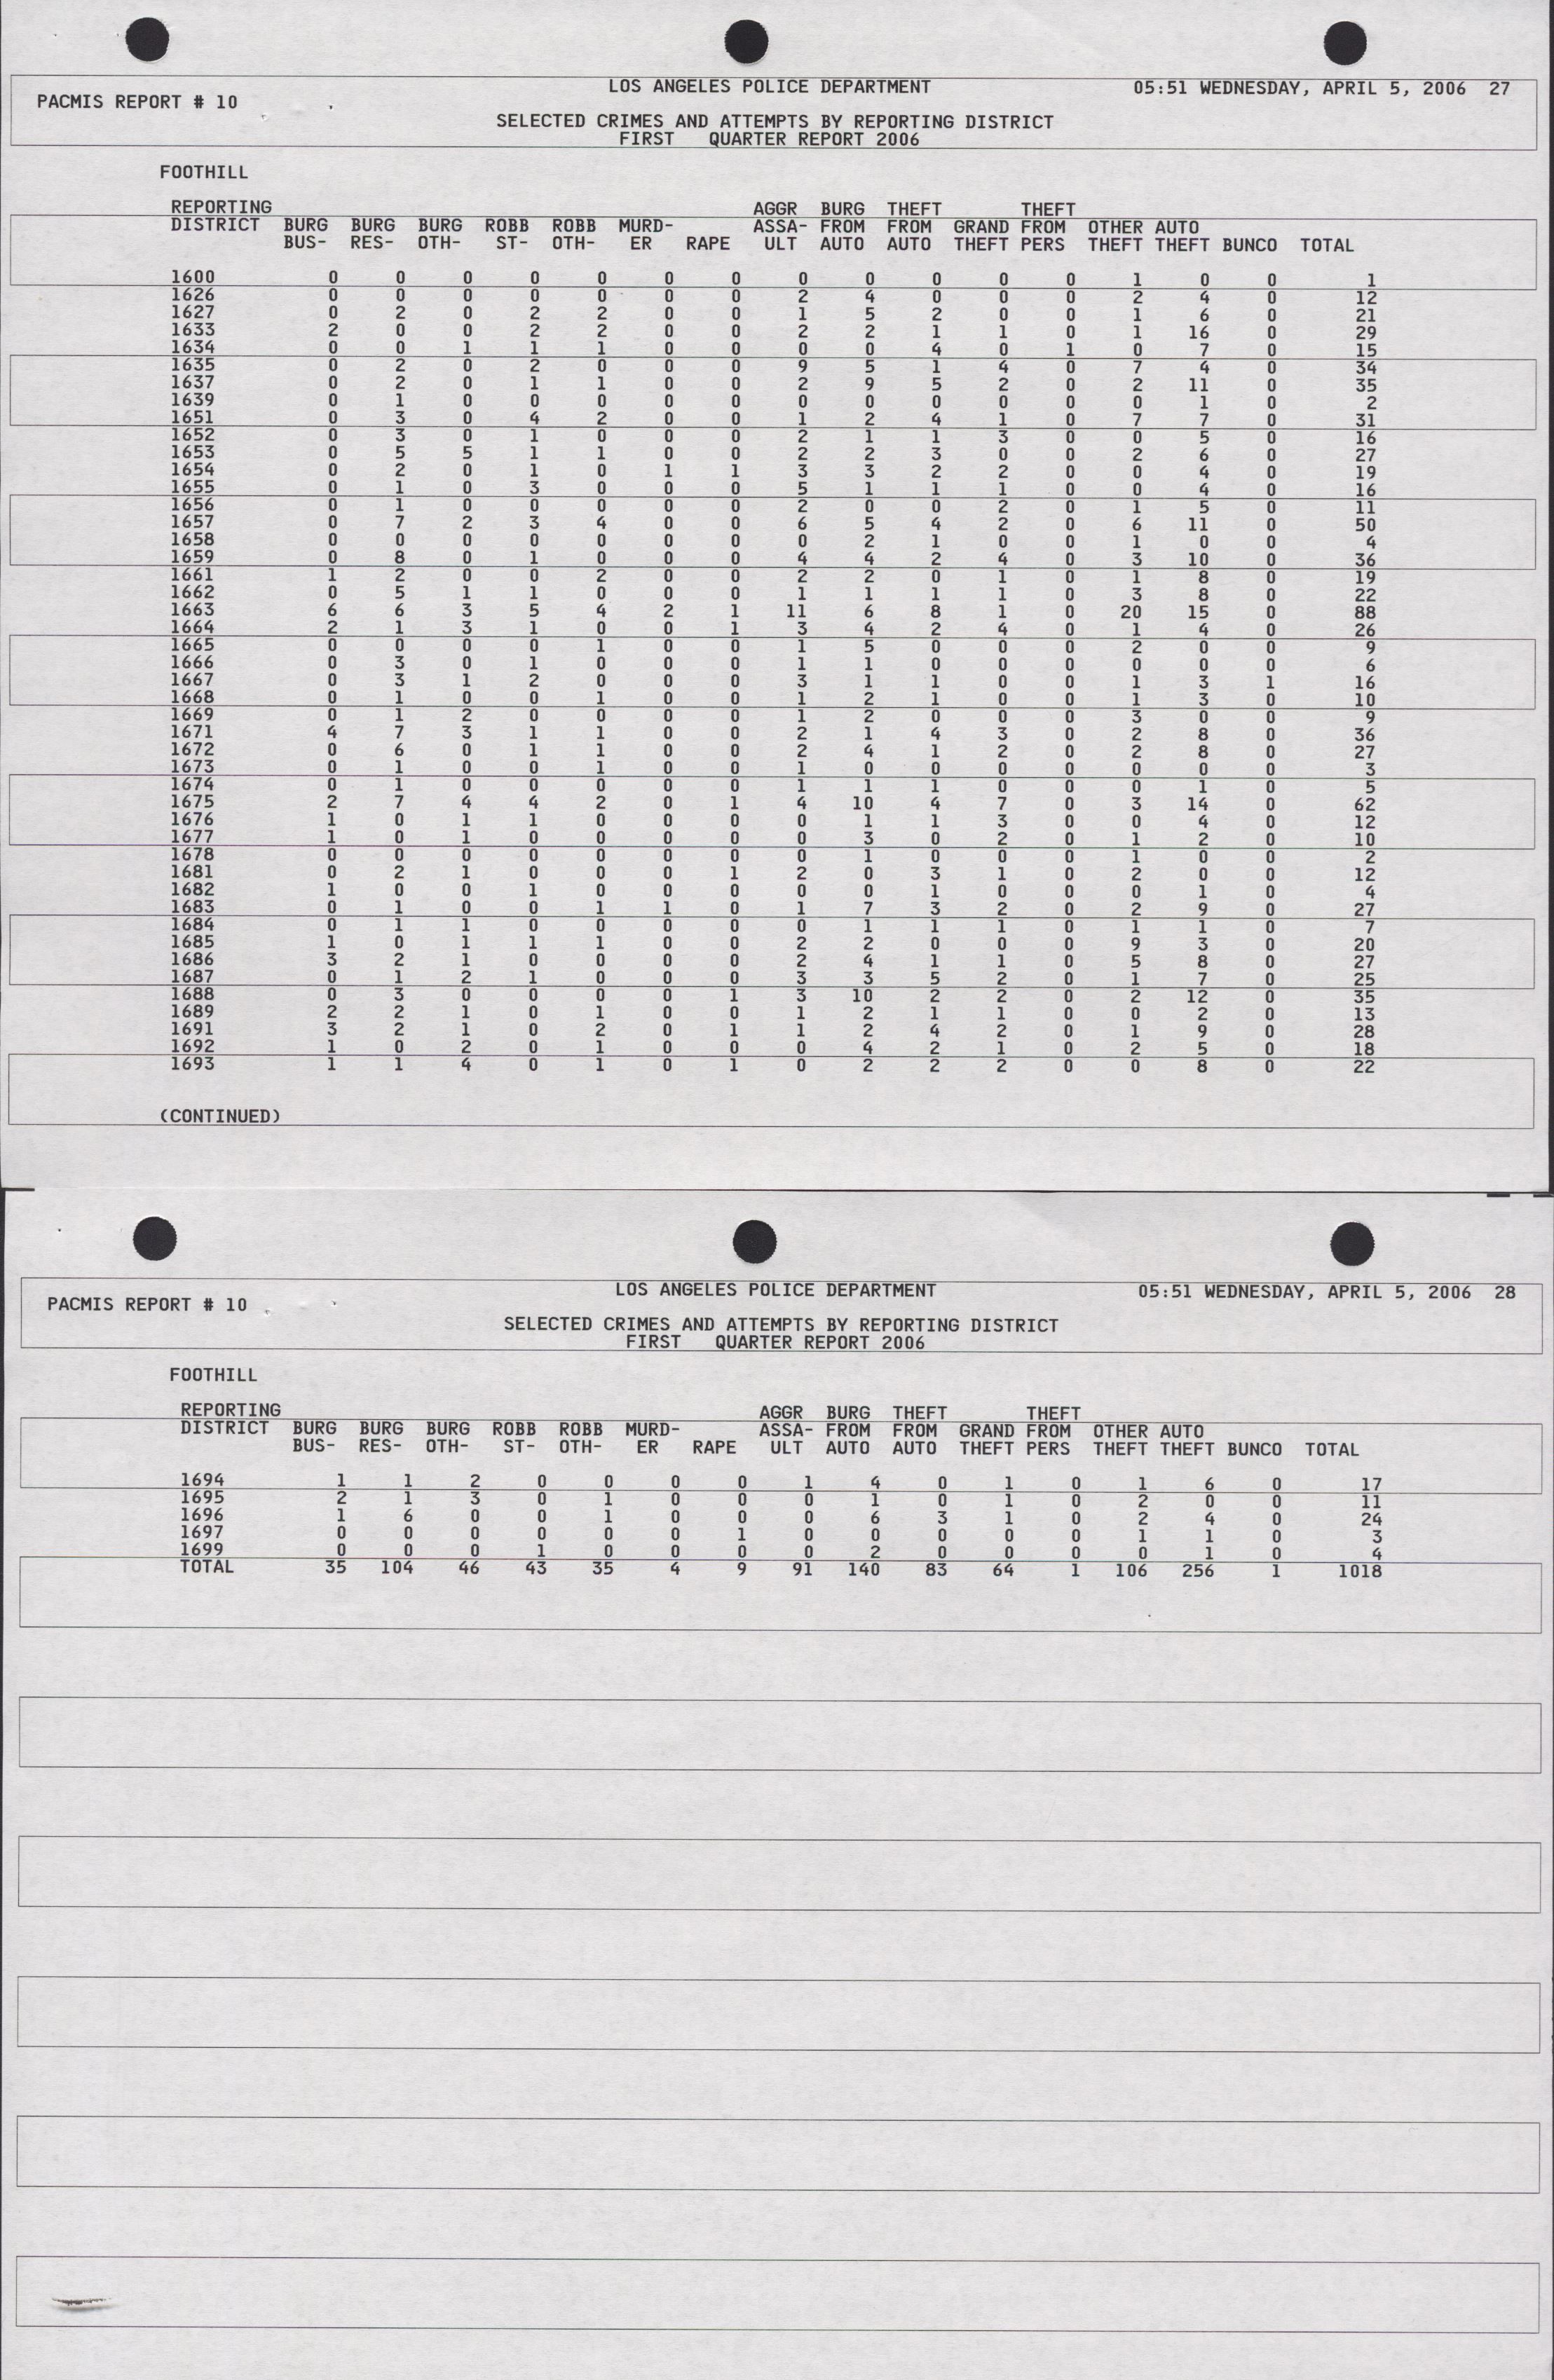 LOS ANGELES POLICE DEPARTMENT 05:51 WEDNESDAY, APRIL 5, 2006 27
PACMIS REPORT # 10
SELECTED CRIMES AND ATTEMPTS BY REPORTING DISTRICT
FIRST QUARTER REPORT 2006
FOOTHILL
REPORTING AGGR BURG THEFT THEFT
DISTRICT BURG BURG BURG ROBB ROBB MURD- ASSA- FROM FROM GRAND FROM OTHER AUTO
BUS- RES- OTH- ST- OTH- ER RAPE ULT AUTO AUTO THEFT PERS THEFT THEFT BUNCO TOTAL
1600 0 0 0 0 0 0 0 0 0 0 0 0 1 0 0 1
1626 0 0 0 0 0 0 0 2 4 0 0 0 2 4 0 12
1627 0 2 0 2 2 0 0 1 5 2 0 0 1 6 0 21
1633 2 0 0 2 2 0 0 2 2 1 1 0 1 16 0 29
1634 0 0 1 1 1 0 0 0 0 4 0 1 0 7 0 15
1635 0 2 0 2 0 0 0 9 5 1 4 0 7 4 0 34
1637 0 2 0 1 1 0 0 2 9 5 2 0 2 11 0 35
1639 0 1 0 0 0 0 0 0 0 0 0 0 0 1 0 2
1651 0 3 0 4 2 0 0 1 2 4 1 0 7 7 0 31
1652 0 3 0 1 0 0 0 2 1 1 3 0 0 5 0 16
1653 0 5 5 1 1 0 0 2 2 3 0 0 2 6 0 27
1654 0 2 0 1 0 1 1 3 3 2 2 0 0 4 0 19
1655 0 1 0 3 0 0 0 5 1 1 1 0 0 4 0 16
1656 0 1 0 0 0 0 0 2 0 0 2 0 1 5 0 11
1657 0 7 2 3 4 0 0 6 5 4 2 0 6 11 0 50
1658 0 0 0 0 0 0 0 0 2 1 0 0 1 0 0 4
1659 0 8 0 1 0 0 0 4 4 2 4 0 3 10 0 36
1661 1 2 0 0 2 0 0 2 2 0 1 0 1 8 0 19
1662 0 5 1 1 0 0 0 1 1 1 1 0 3 8 0 22
1663 6 6 3 5 4 2 1 11 6 8 1 0 20 15 0 88
1664 2 1 3 1 0 0 1 3 4 2 4 0 1 4 0 26
1665 0 0 0 0 1 0 0 1 5 0 0 0 2 0 0 9
1666 0 3 0 1 0 0 0 1 1 0 0 0 0 0 0 6
1667 0 3 1 2 0 0 0 3 1 1 0 0 1 3 1 16
1668 0 1 0 0 1 0 0 1 2 1 0 0 1 3 0 10
1669 0 1 2 0 0 0 0 1 2 0 0 0 3 0 0 9
1671 4 7 3 1 1 0 0 2 1 4 3 0 2 8 0 36
1672 0 6 0 1 1 0 0 2 4 1 2 0 2 8 0 27
1673 0 1 0 0 1 0 0 1 0 0 0 0 0 0 0 3
1674 0 1 0 0 0 0 0 1 1 1 0 0 0 1 0 5
1675 2 7 4 4 2 0 1 4 10 4 7 0 3 14 0 62
1676 1 0 1 1 0 0 0 0 1 1 3 0 0 4 0 12
1677 1 0 1 0 0 0 0 0 3 0 2 0 1 2 0 10
1678 0 0 0 0 0 0 0 0 1 0 0 0 1 0 0 2
1681 0 2 1 0 0 0 1 2 0 3 1 0 2 0 0 12
1682 1 0 0 1 0 0 0 0 0 1 0 0 0 1 0 4
1683 0 1 0 0 1 1 0 1 7 3 2 0 2 9 0 27
1684 0 1 1 0 0 0 0 0 1 1 1 0 1 1 0 7
1685 1 0 1 1 1 0 0 2 2 0 0 0 9 3 0 20
1686 3 2 1 0 0 0 0 2 4 1 1 0 5 8 0 27
1687 0 1 2 1 0 0 0 3 3 5 2 0 1 7 0 25
1688 0 3 0 0 0 0 1 3 10 2 2 0 2 12 0 35
1689 2 2 1 0 1 0 0 1 2 1 1 0 0 2 0 13
1691 3 2 1 0 2 0 1 1 2 4 2 0 1 9 0 28
1692 1 0 2 0 1 0 0 0 4 2 1 0 2 5 0 18
1693 1 1 4 0 1 0 1 0 2 2 2 0 0 8 0 22
(CONTINUED)
LOS ANGELES POLICE DEPARTMENT 05:51 WEDNESDAY, APRIL 5, 2006 28
PACMIS REPORT # 10
SELECTED CRIMES AND ATTEMPTS BY REPORTING DISTRICT
FIRST QUARTER REPORT 2006
FOOTHILL
REPORTING AGGR BURG THEFT THEFT
DISTRICT BURG BURG BURG ROBB ROBB MURD- ASSA- FROM FROM GRAND FROM OTHER AUTO
BUS- RES- OTH- ST- OTH- ER RAPE ULT AUTO AUTO THEFT PERS THEFT THEFT BUNCO TOTAL
1694 1 1 2 0 0 0 0 1 4 0 1 0 1 6 0 17
1695 2 1 3 0 1 0 0 0 1 0 1 0 2 0 0 11
1696 1 6 0 0 1 0 0 0 6 3 1 0 2 4 0 24
1697 0 0 0 0 0 0 1 0 0 0 0 0 1 1 0 3
1699 0 0 0 1 0 0 0 0 2 0 0 0 0 1 0 4
TOTAL 35 104 46 43 35 4 9 91 140 83 64 1 106 256 1 1018